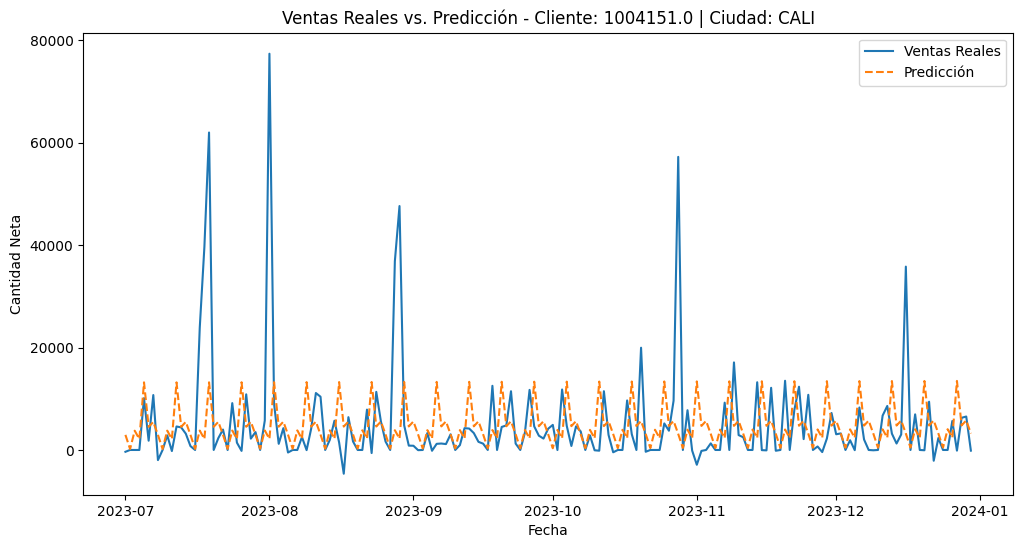 Ventas Reales vs. Predicción - Cliente: 1004151.0 | Ciudad: CALI
Ventas Reales
Predicción
Cantidad Neta
80000
60000
40000
20000
0
2023-07
2023-08
2023-09
2023-10
2023-11
2023-12
2024-01
Fecha